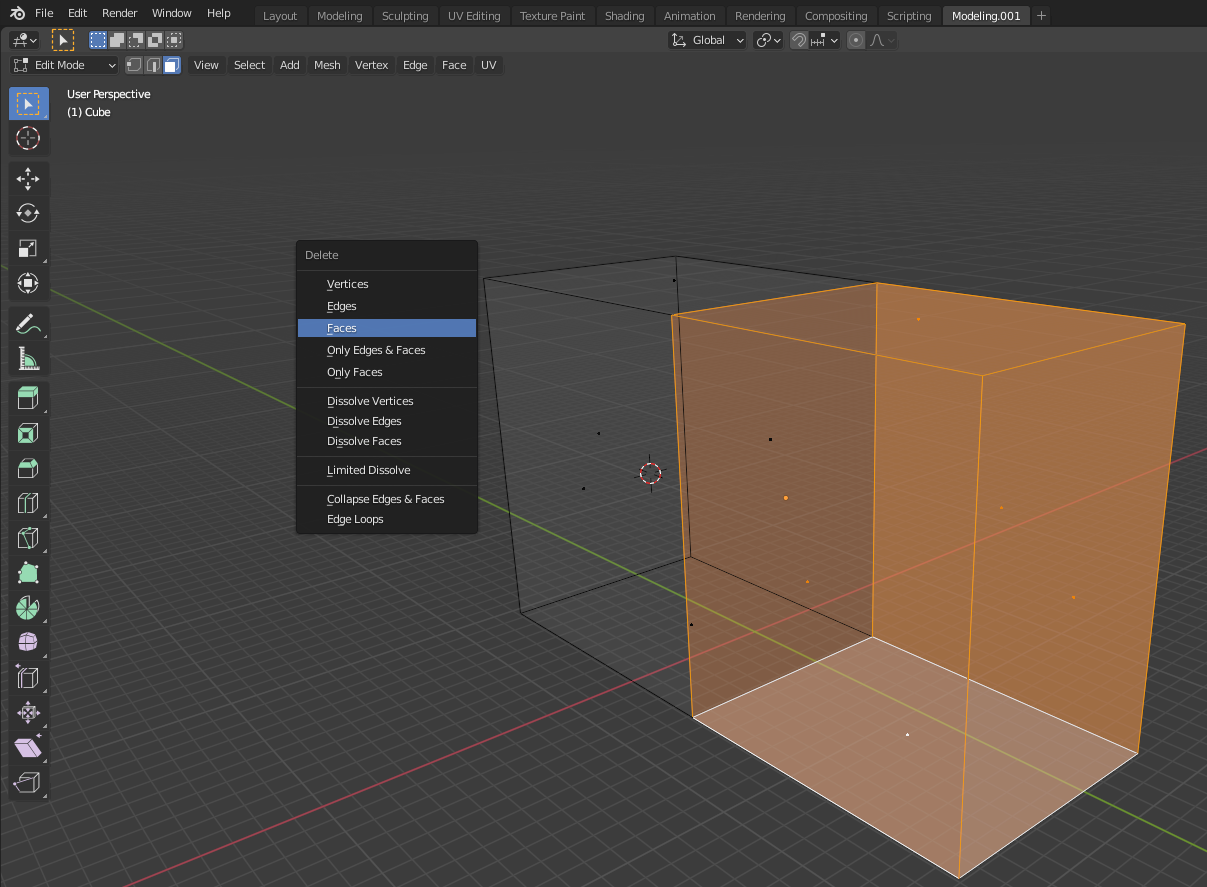 File Edit Render Window Help Layout Modeling Sculpting UV Editing Texture Paint Shading Animation Rendering Compositing Scripting Modeling.001 +
Global
Edit Mode View Select Add Mesh Vertex Edge Face UV
User Perspective
(1) Cube
Delete
Vertices
Edges
Faces
Only Edges & Faces
Only Faces
Dissolve Vertices
Dissolve Edges
Dissolve Faces
Limited Dissolve
Collapse Edges & Faces
Edge Loops